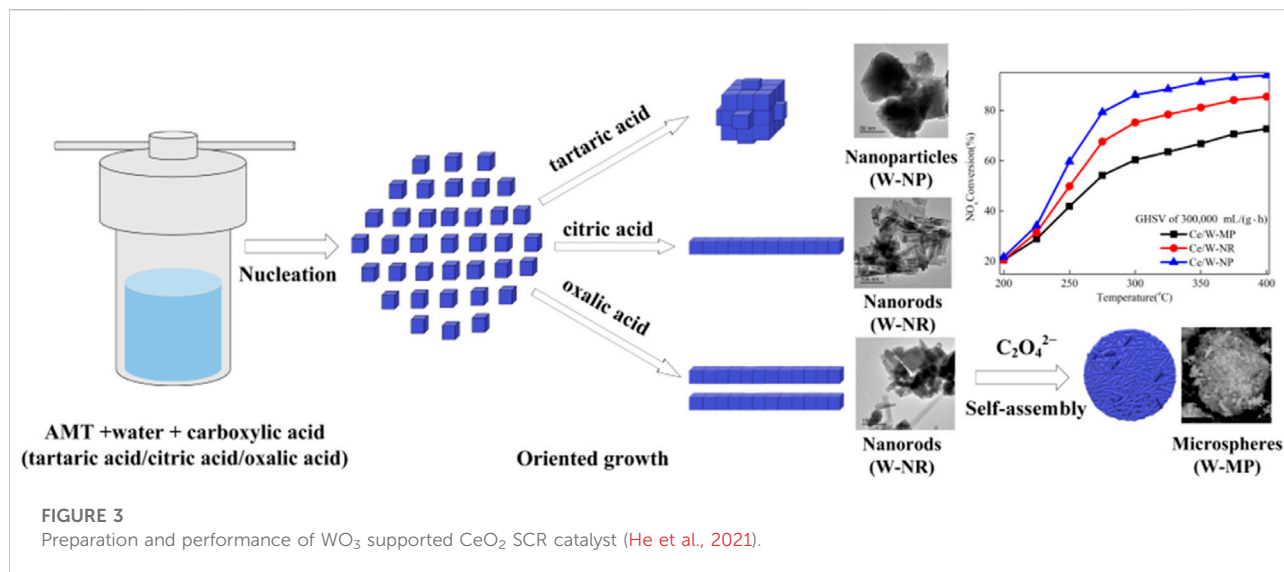 Nucleation
AMT +water + carboxylic acid
(tartaric acid/citric acid/oxalic acid)
tartaric acid
citric acid
oxalic acid
Oriented growth
50 nm
Nanoparticles
(W-NP)
Nanorods
(W-NR)
Nanorods
(W-NR)
C₂O₄²⁻
Self-assembly
Microspheres
(W-MP)
NOₓConversion(%)
80
60
40
20
GHSV of 300,000 mL/(g·h)
Ce/W-MP
Ce/W-NR
Ce/W-NP
200 250 300 350 400
Temperature(°C)
FIGURE 3
Preparation and performance of WO₃ supported CeO₂ SCR catalyst (He et al., 2021).